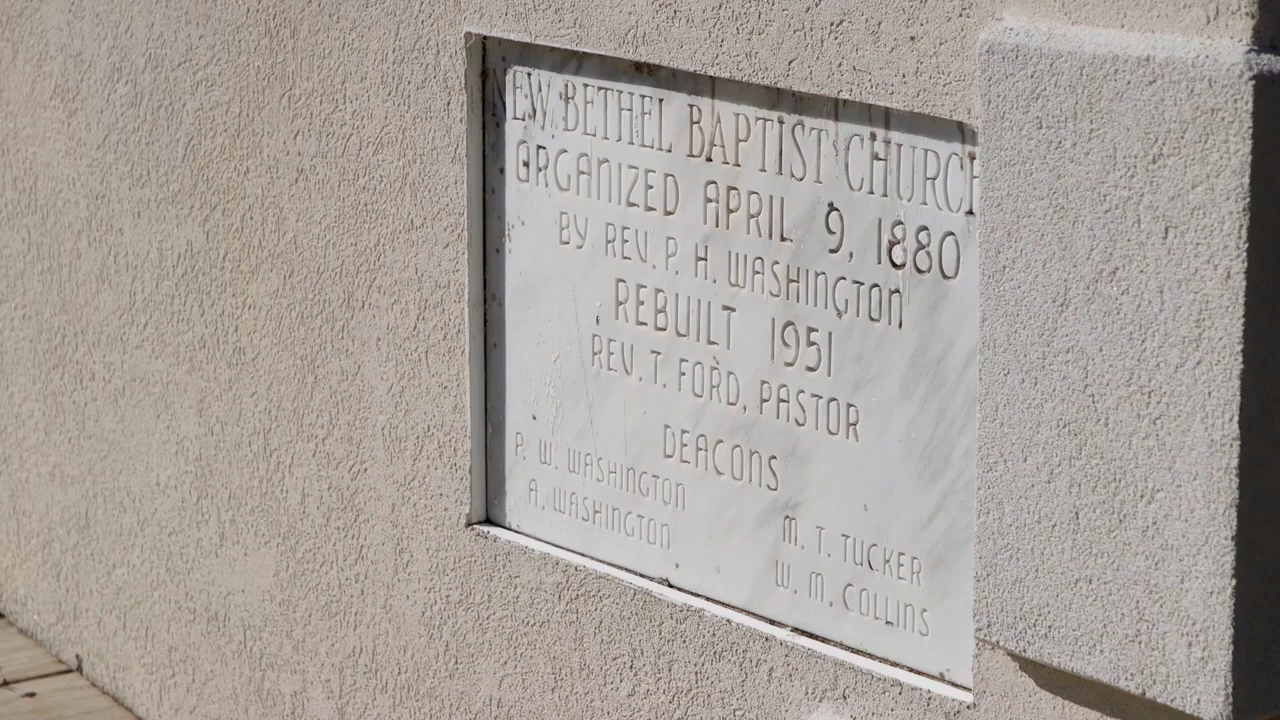 NEW BETHEL BAPTIST CHURCH
ORGANIZED APRIL 9, 1880
BY REV. P. H. WASHINGTON
REBUILT 1951
REV. T. FORD, PASTOR
DEACONS
P. W. WASHINGTON
A. WASHINGTON
M. T. TUCKER
W. M. COLLINS